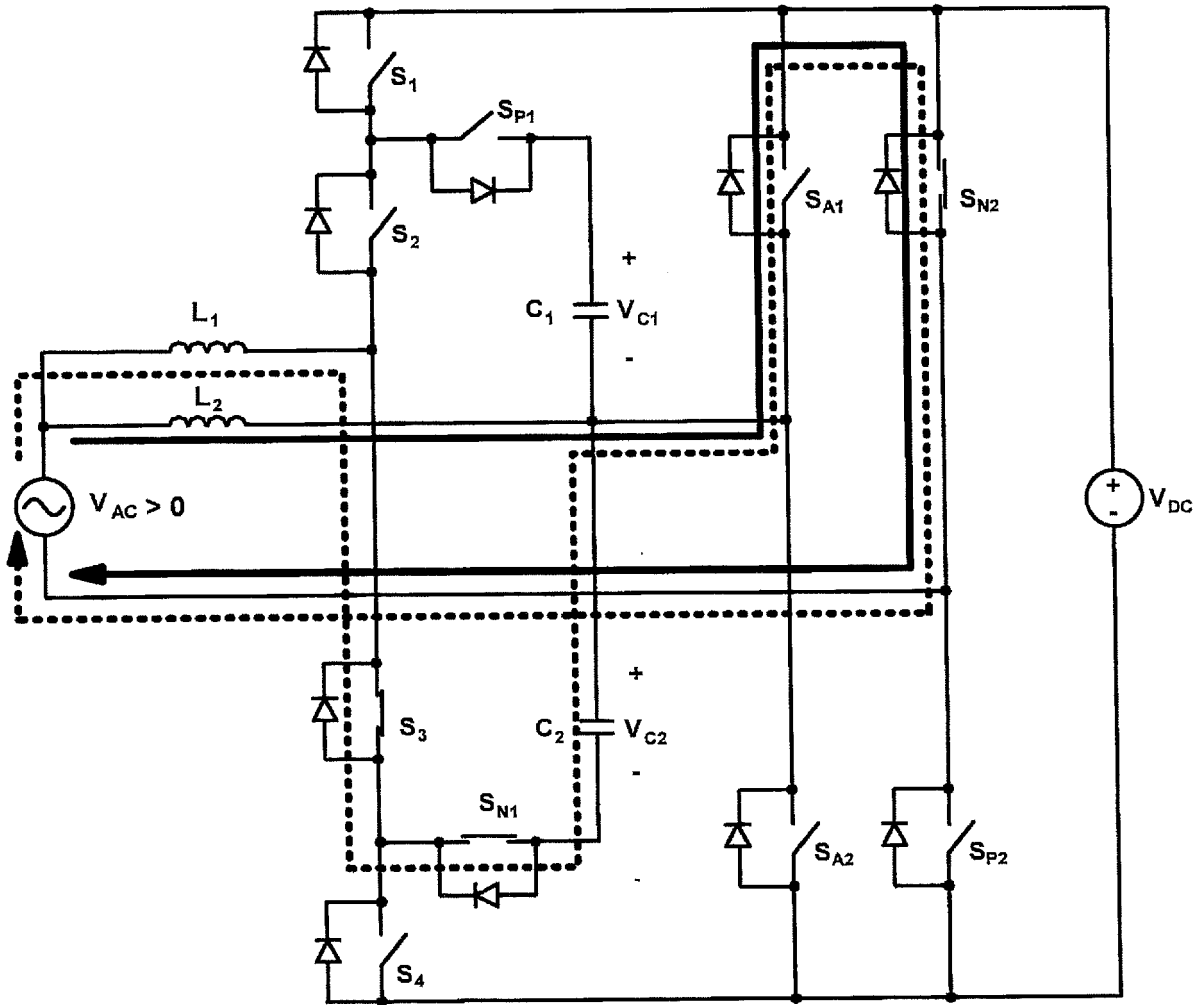 S1
SP1
S2
SA1
SN2
+
C1 VC1
-
L1
L2
VAC > 0
+
-
VDC
+
S3
C2 VC2
-
SN1
SA2
SP2
-
S4